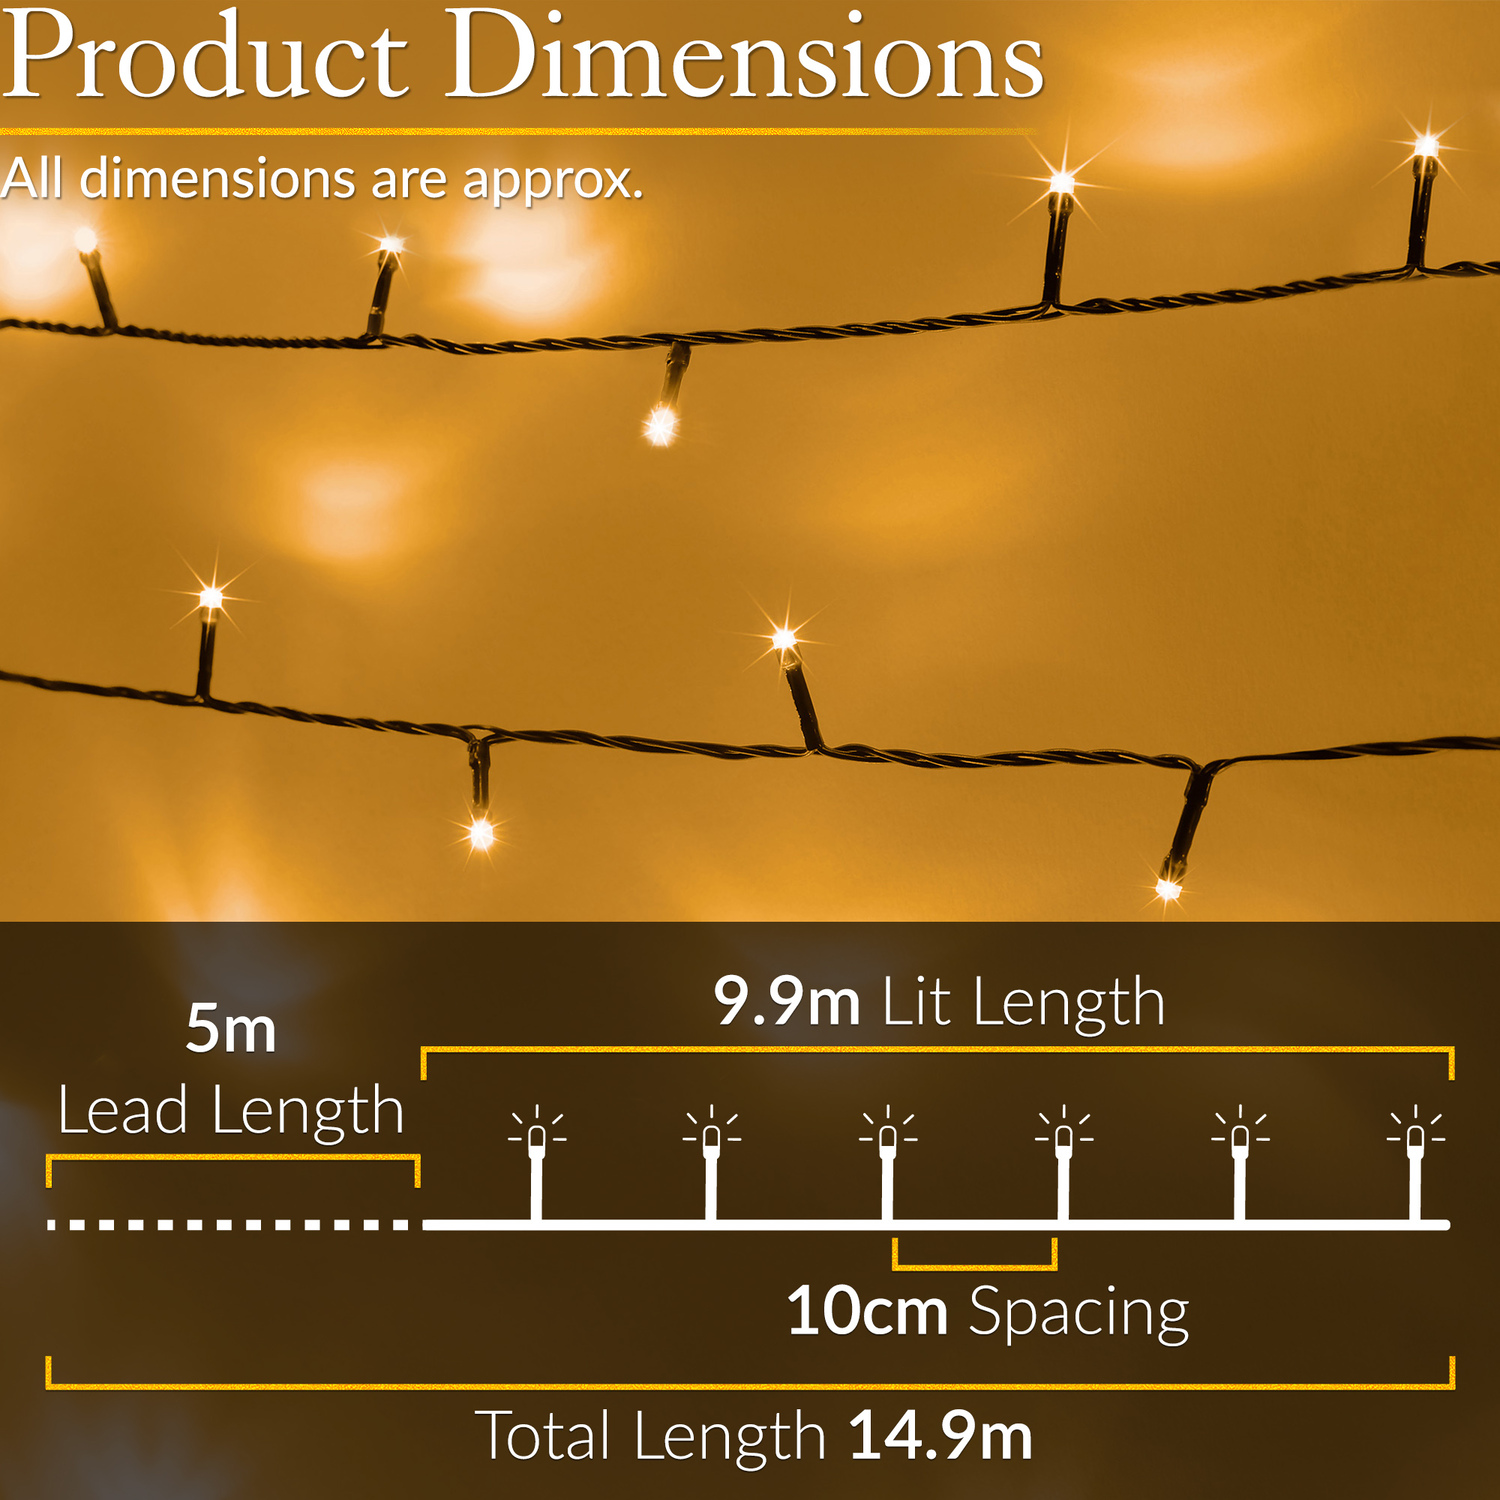 Product Dimensions
All dimensions are approx.
9.9m Lit Length
5m
Lead Length
10cm Spacing
Total Length 14.9m